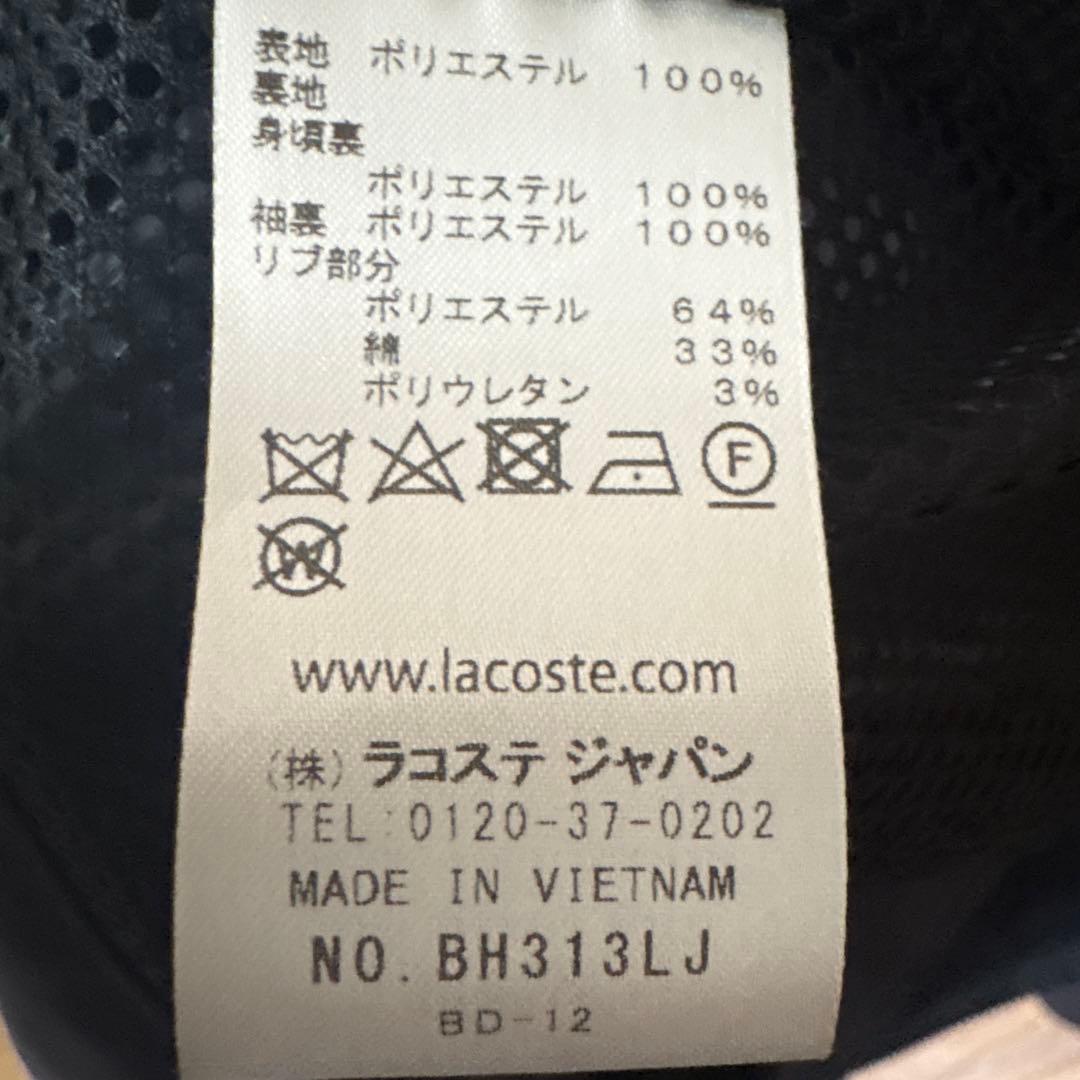 表地 ポリエステル 100%
裏地
身頃裏
ポリエステル 100%
袖裏 ポリエステル 100%
リブ部分
ポリエステル 64%
綿 33%
ポリウレタン 3%
F
W
www.lacoste.com
(株) ラコステ ジャパン
TEL:0120-37-0202
MADE IN VIETNAM
NO. BH313LJ
BD-12